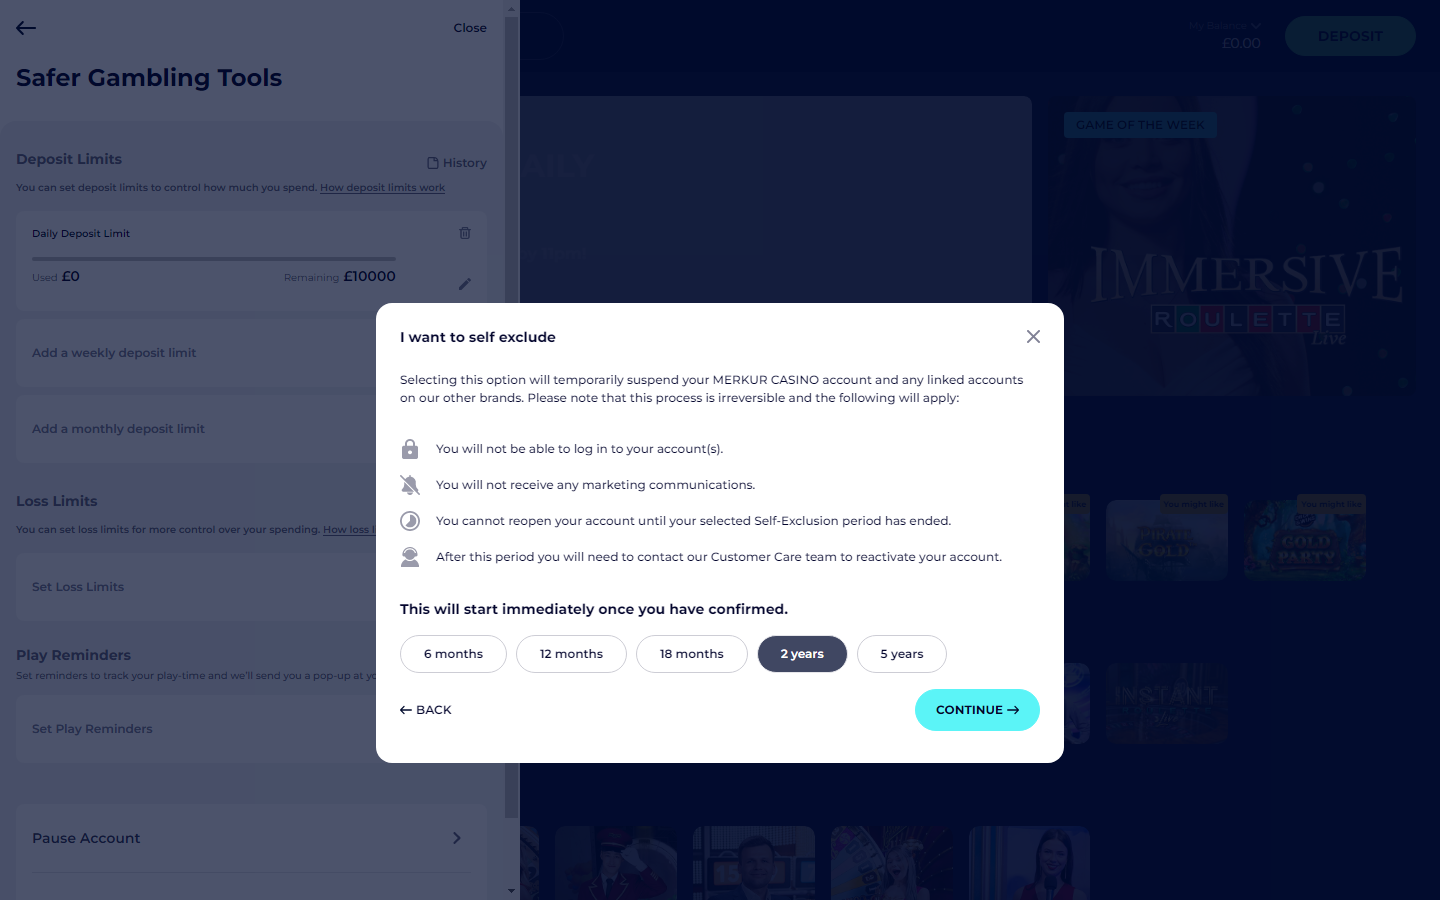 Close
Safer Gambling Tools
Deposit Limits
History
You can set deposit limits to control how much you spend. How deposit limits work
Daily Deposit Limit
Used £0
Remaining £10000
Add a weekly deposit limit
Add a monthly deposit limit
Loss Limits
You can set loss limits for more control over your spending. How loss l
Set Loss Limits
Play Reminders
Set reminders to track your play-time and we'll send you a pop-up at yo
Set Play Reminders
Pause Account
My Balance
£0.00
DEPOSIT
AILY
GAME OF THE WEEK
IMMERSIVE
ROULETTE
Live
I want to self exclude
Selecting this option will temporarily suspend your MERKUR CASINO account and any linked accounts
on our other brands. Please note that this process is irreversible and the following will apply:
You will not be able to log in to your account(s).
You will not receive any marketing communications.
You cannot reopen your account until your selected Self-Exclusion period has ended.
After this period you will need to contact our Customer Care team to reactivate your account.
This will start immediately once you have confirmed.
6 months
12 months
18 months
2 years
5 years
BACK
CONTINUE
t like
You might like
You might like
PIRATE
GOLD
GOLD
PARTY
INSTANT